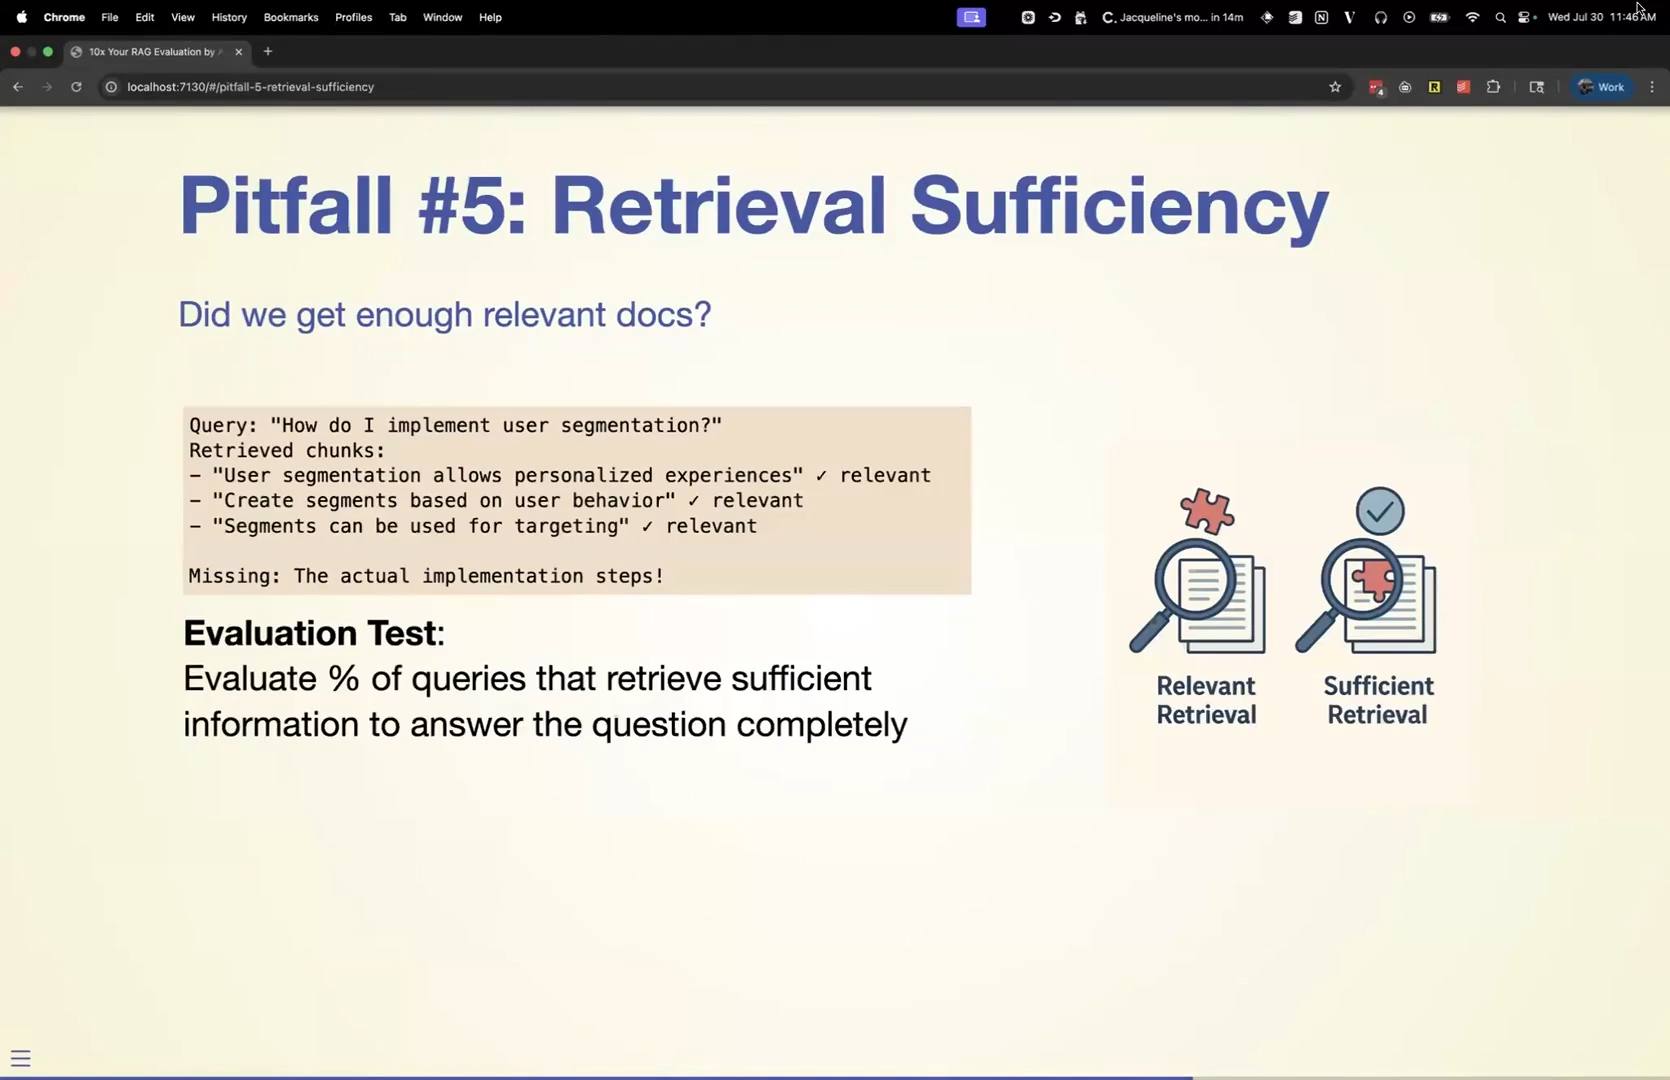 Chrome File Edit View History Bookmarks Profiles Tab Window Help
Jacqueline's mo... in 14m
Wed Jul 30 11:46 AM
10x Your RAG Evaluation by
localhost:7130/#/pitfall-5-retrieval-sufficiency
4
Work
Pitfall #5: Retrieval Sufficiency
Did we get enough relevant docs?
Query: "How do I implement user segmentation?"
Retrieved chunks:
– "User segmentation allows personalized experiences" ✓ relevant
– "Create segments based on user behavior" ✓ relevant
– "Segments can be used for targeting" ✓ relevant
Missing: The actual implementation steps!
Evaluation Test:
Evaluate % of queries that retrieve sufficient
information to answer the question completely
Relevant
Retrieval
Sufficient
Retrieval